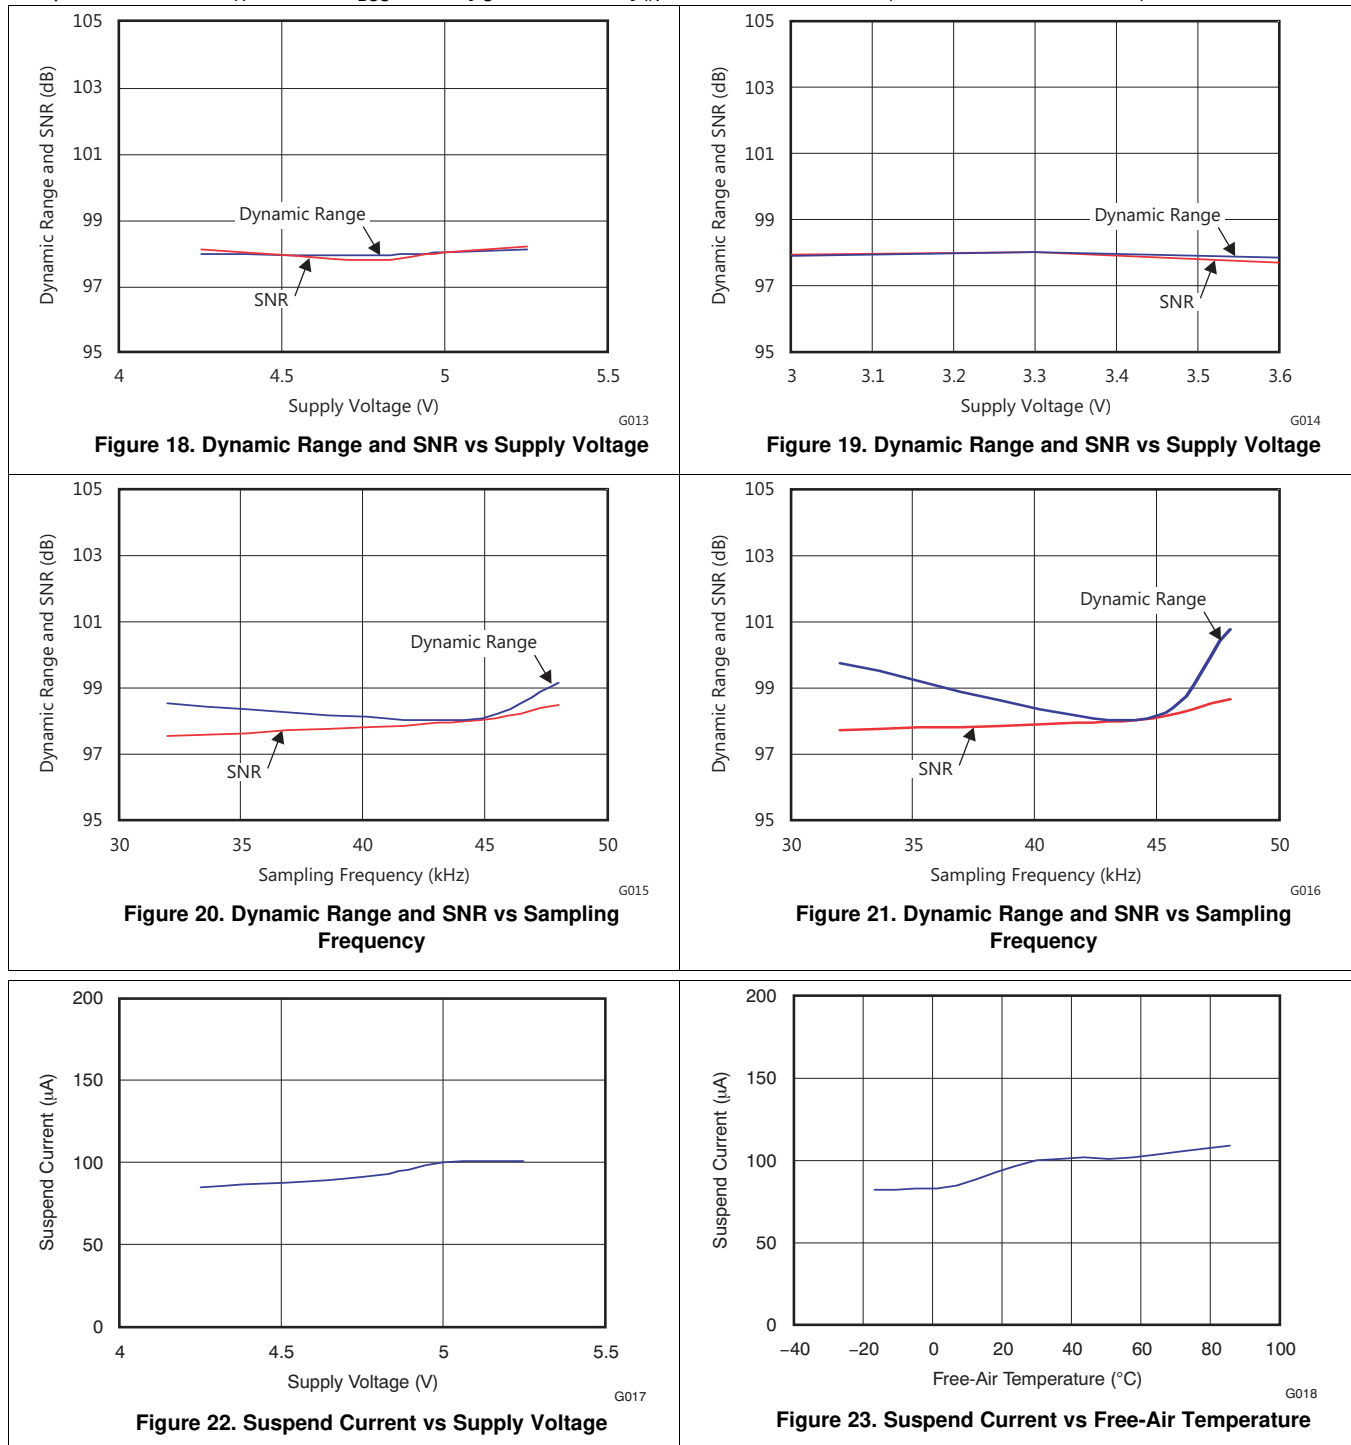 105
103
101
99
97
95
Dynamic Range and SNR (dB)
Dynamic Range
SNR
4 4.5 5 5.5
Supply Voltage (V)
G013
Figure 18. Dynamic Range and SNR vs Supply Voltage
105
103
101
99
97
95
Dynamic Range and SNR (dB)
Dynamic Range
SNR
3 3.1 3.2 3.3 3.4 3.5 3.6
Supply Voltage (V)
G014
Figure 19. Dynamic Range and SNR vs Supply Voltage
105
103
101
99
97
95
Dynamic Range and SNR (dB)
Dynamic Range
SNR
30 35 40 45 50
Sampling Frequency (kHz)
G015
Figure 20. Dynamic Range and SNR vs Sampling
Frequency
105
103
101
99
97
95
Dynamic Range and SNR (dB)
Dynamic Range
SNR
30 35 40 45 50
Sampling Frequency (kHz)
G016
Figure 21. Dynamic Range and SNR vs Sampling
Frequency
200
150
100
50
0
Suspend Current (μA)
4 4.5 5 5.5
Supply Voltage (V)
G017
Figure 22. Suspend Current vs Supply Voltage
200
150
100
50
0
Suspend Current (μA)
−40 −20 0 20 40 60 80 100
Free-Air Temperature (°C)
G018
Figure 23. Suspend Current vs Free-Air Temperature